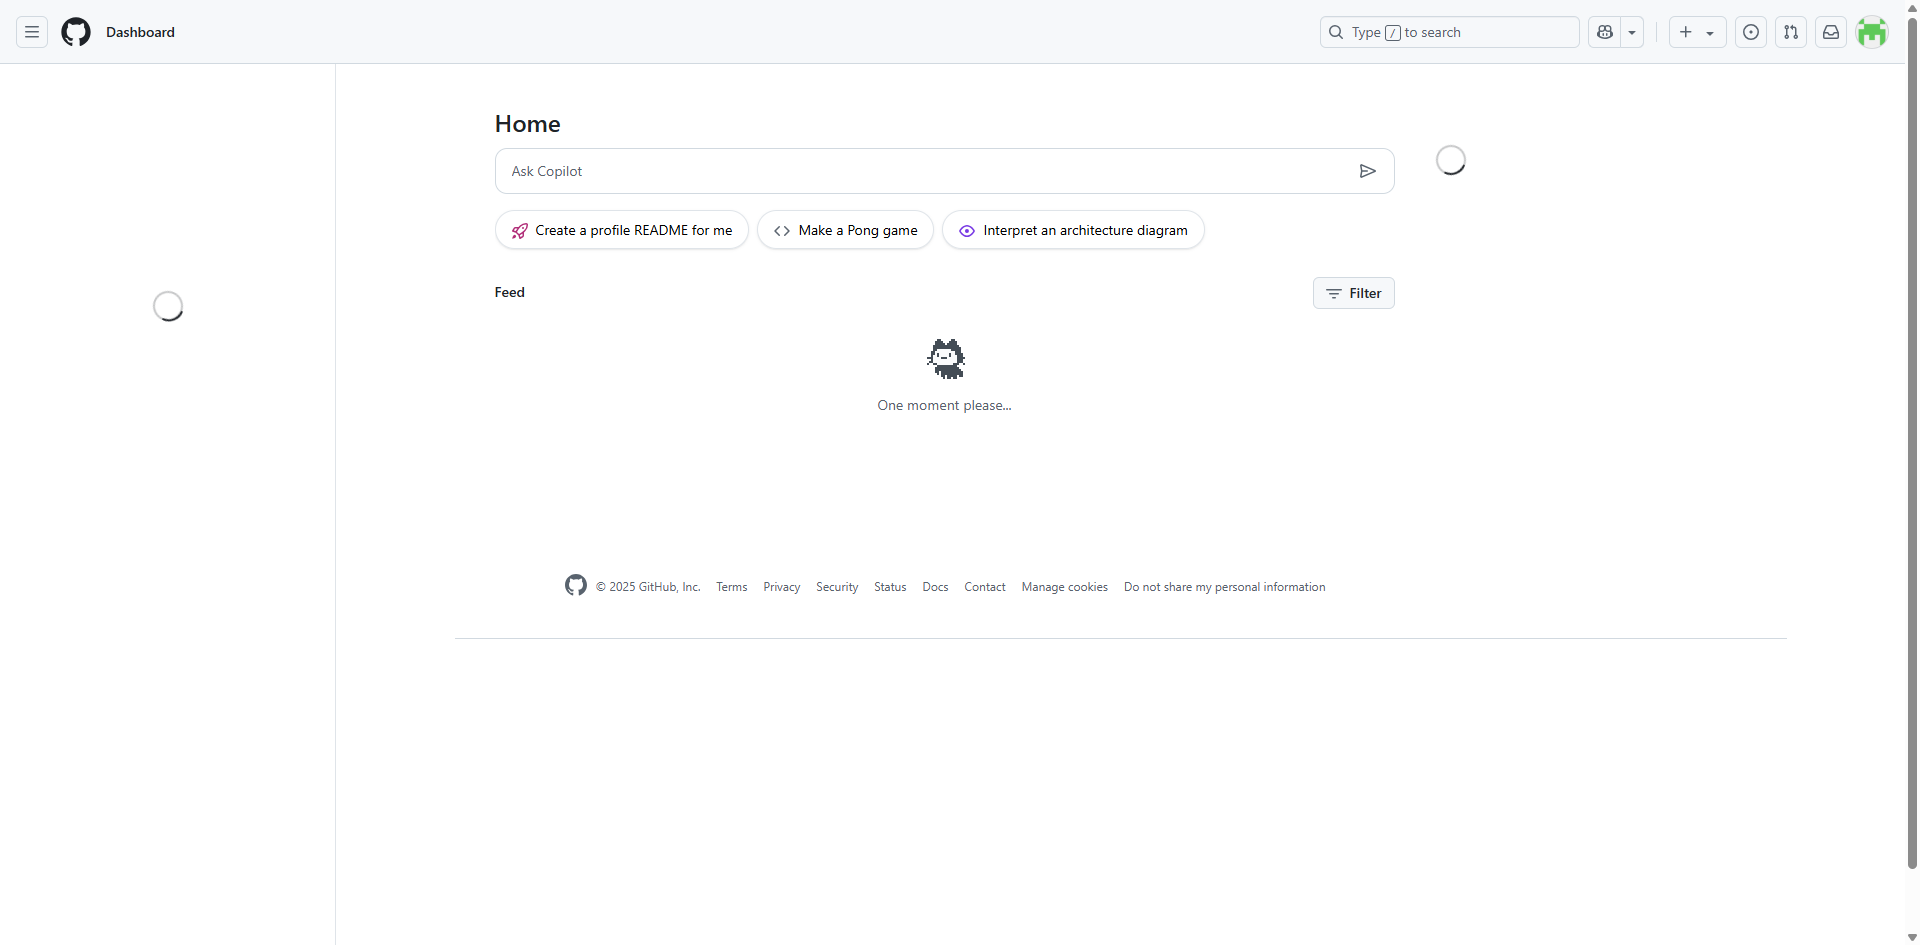 Dashboard
Type / to search
Home
Ask Copilot
Create a profile README for me
Make a Pong game
Interpret an architecture diagram
Feed
Filter
One moment please...
© 2025 GitHub, Inc. Terms Privacy Security Status Docs Contact Manage cookies Do not share my personal information